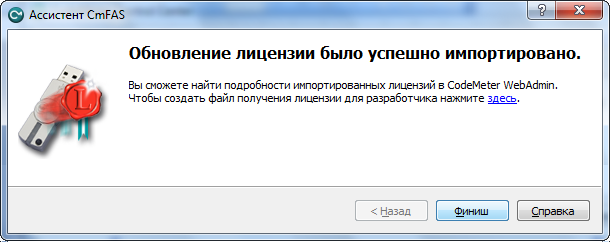 Ассистент CmFAS
Обновление лицензии было успешно импортировано.
Вы сможете найти подробности импортированных лицензий в CodeMeter WebAdmin.
Чтобы создать файл получения лицензии для разработчика нажмите здесь.
< Назад Финиш Справка